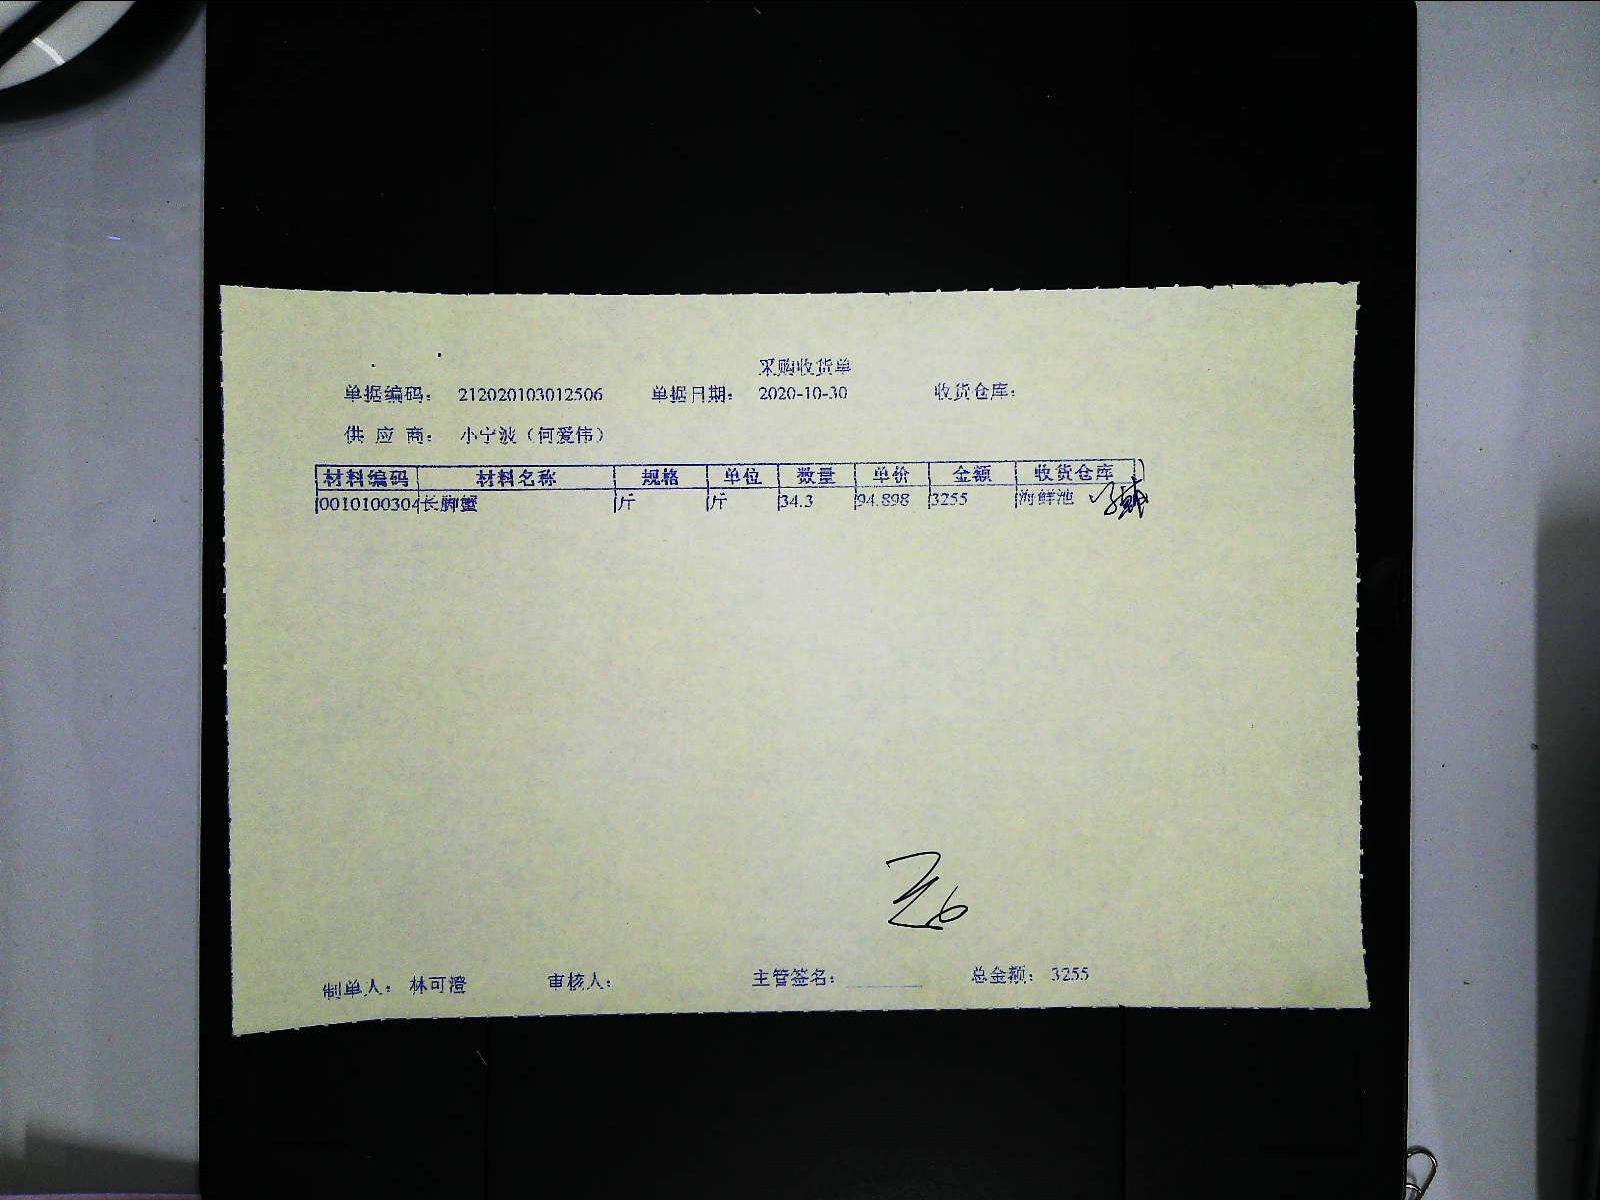 采购收货单
单据编码： 212020103012506 单据日期： 2020-10-30 收货仓库：
供 应 商： 小宁波（何爱伟）
材料编码 材料名称 规格 单位 数量 单价 金额 收货仓库
0010100304 长脚蟹 斤 斤 34.3 94.898 3255 海鲜池
制单人： 林可澄 审核人： 主管签名： 总金额： 3255